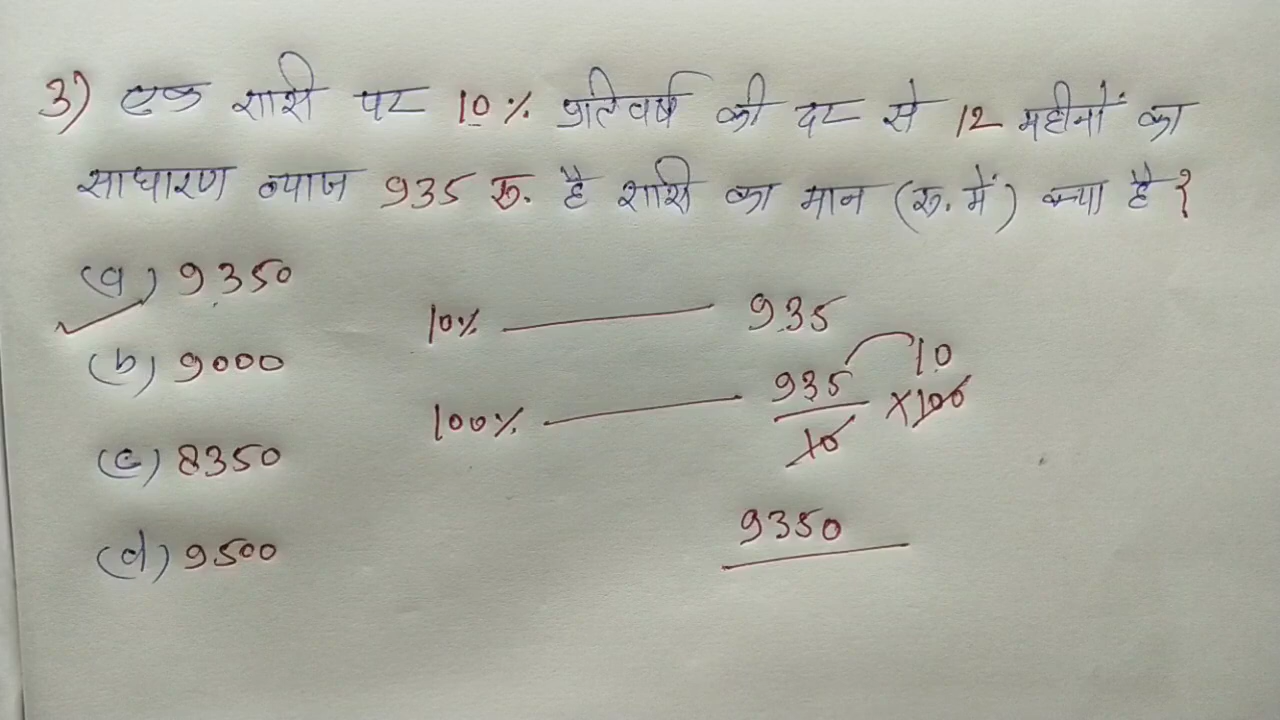 3) एक राशि पर 10% प्रतिवर्ष की दर से 12 महीनों का
साधारण ब्याज 935 रु. है राशि का मान (रु. में) क्या है?
(a) 9350
(b) 9000
(c) 8350
(d) 9500
10% 935
100% 935/10 × 100 10
9350